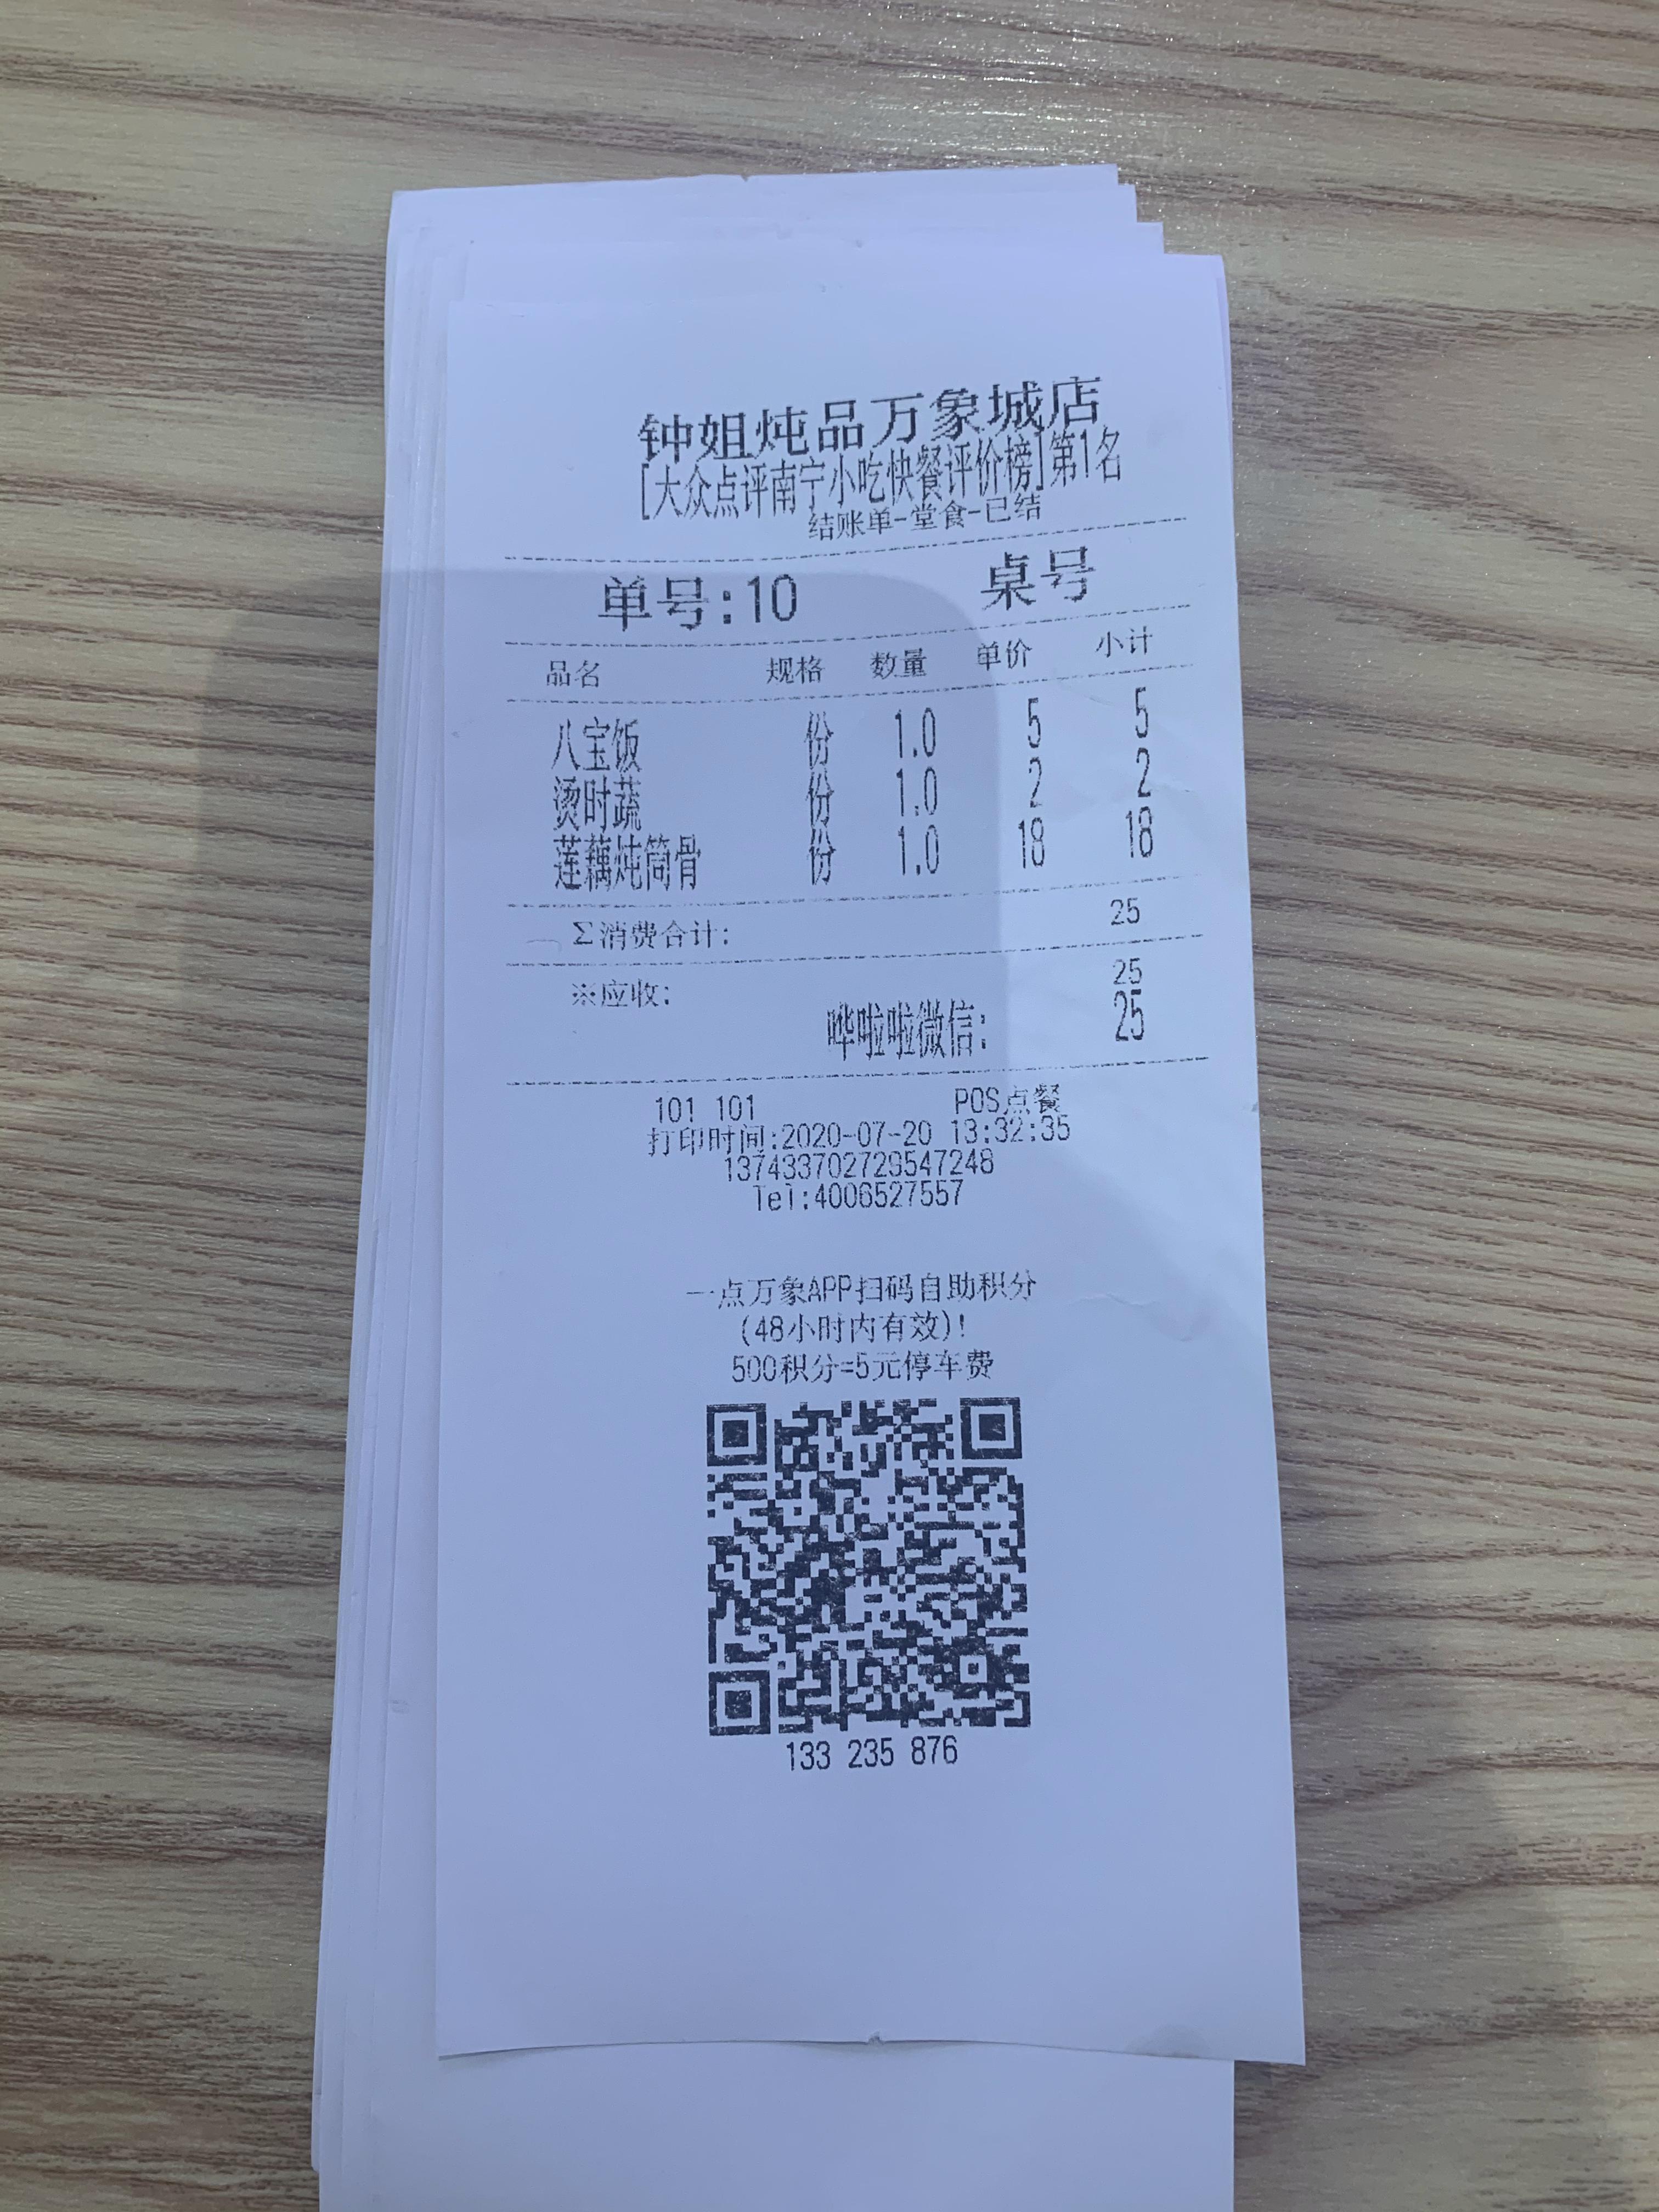 钟姐炖品万象城店
[大众点评南宁小吃快餐评价榜]第1名
结账单-堂食-已结
单号:10 桌号
品名 规格 数量 单价 小计
八宝饭 份 1.0 5 5
烫时蔬 份 1.0 2 2
莲藕炖筒骨 份 1.0 18 18
Σ消费合计: 25
※应收: 25
哗啦啦微信: 25
101 101 POS点餐
打印时间:2020-07-20 13:32:35
137433702729547248
Tel:4006527557
一点万象APP扫码自助积分
(48小时内有效)!
500积分=5元停车费
133 235 876